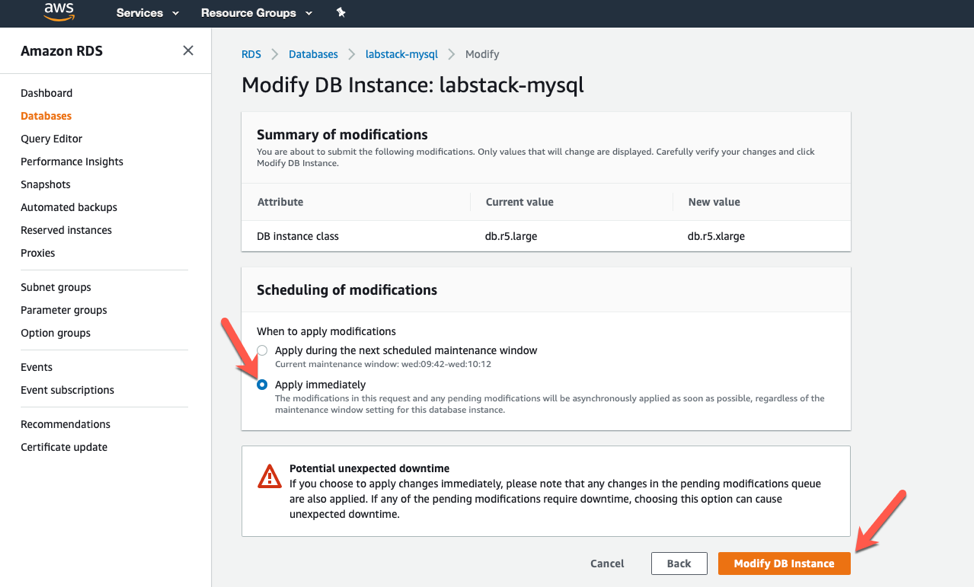 aws Services Resource Groups
Amazon RDS
Dashboard
Databases
Query Editor
Performance Insights
Snapshots
Automated backups
Reserved instances
Proxies
Subnet groups
Parameter groups
Option groups
Events
Event subscriptions
Recommendations
Certificate update
RDS Databases labstack-mysql Modify
Modify DB Instance: labstack-mysql
Summary of modifications
You are about to submit the following modifications. Only values that will change are displayed. Carefully verify your changes and click
Modify DB Instance.
Attribute Current value New value
DB instance class db.r5.large db.r5.xlarge
Scheduling of modifications
When to apply modifications
Apply during the next scheduled maintenance window
Current maintenance window: wed:09:42-wed:10:12
Apply immediately
The modifications in this request and any pending modifications will be asynchronously applied as soon as possible, regardless of the
maintenance window setting for this database instance.
Potential unexpected downtime
If you choose to apply changes immediately, please note that any changes in the pending modifications queue
are also applied. If any of the pending modifications require downtime, choosing this option can cause
unexpected downtime.
Cancel Back Modify DB Instance